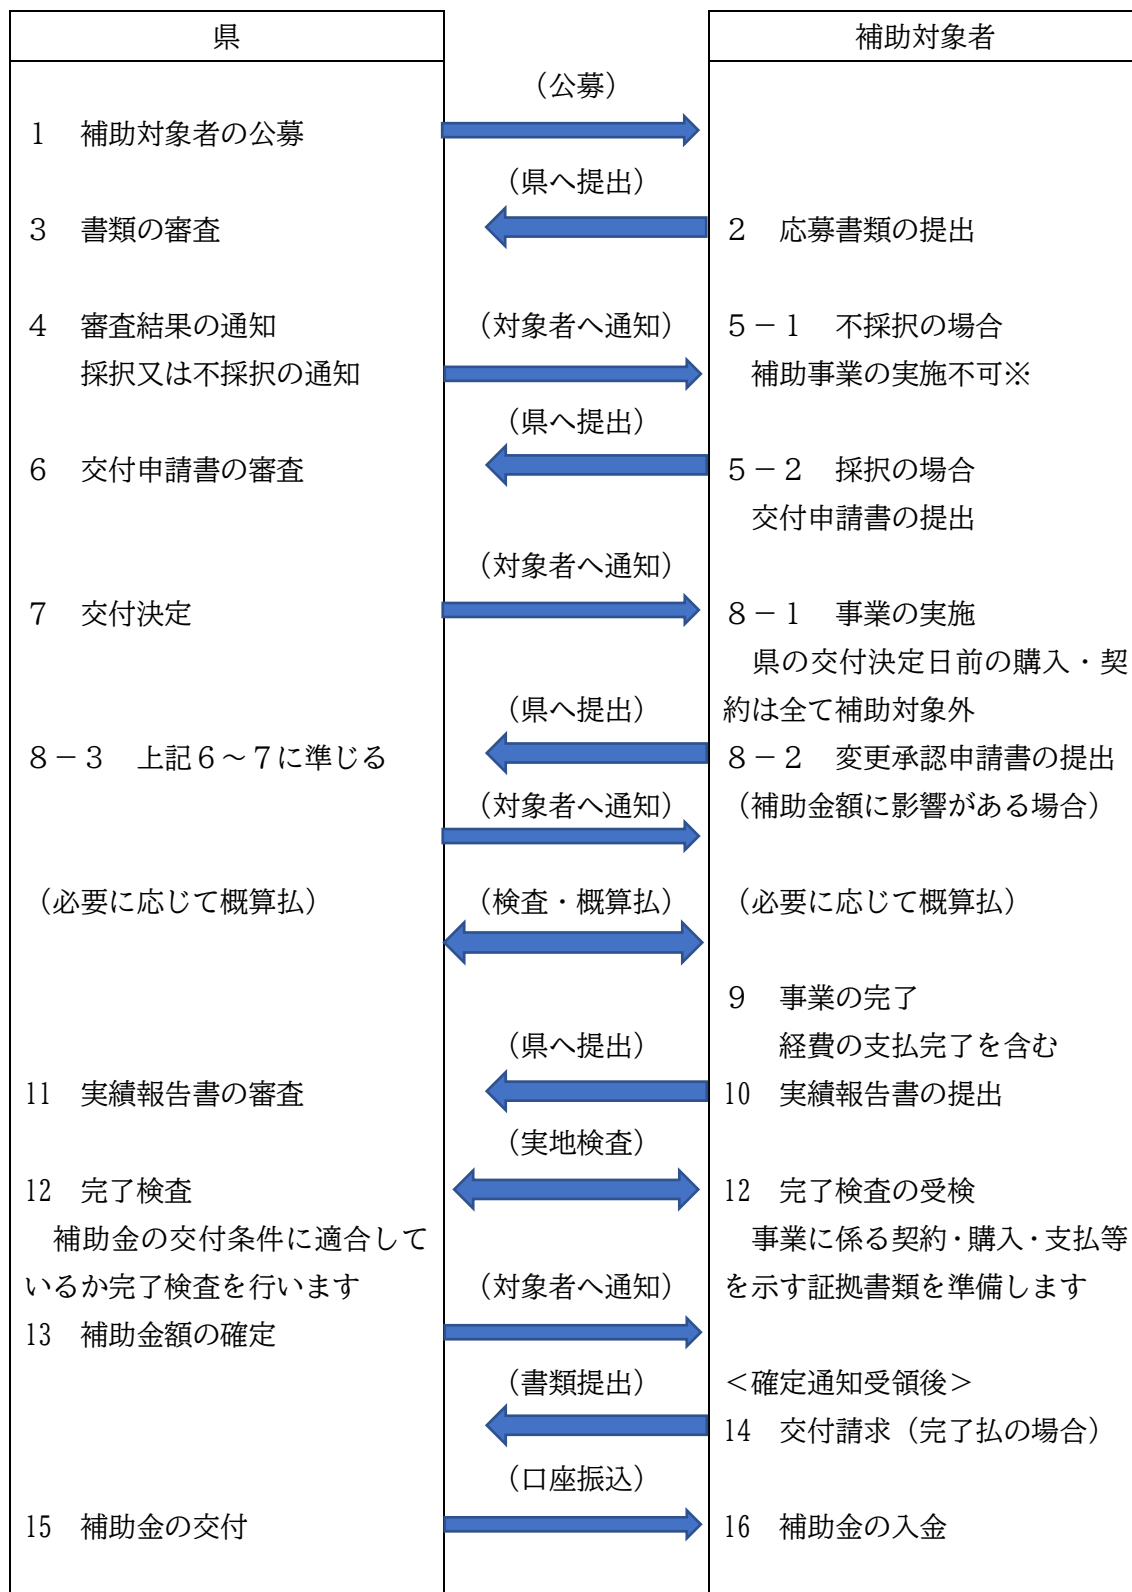 県
補助対象者
（公募）
１　補助対象者の公募
（県へ提出）
３　書類の審査
２　応募書類の提出
４　審査結果の通知
（対象者へ通知）
５－１　不採択の場合
採択又は不採択の通知
補助事業の実施不可※
（県へ提出）
６　交付申請書の審査
５－２　採択の場合
交付申請書の提出
（対象者へ通知）
７　交付決定
８－１　事業の実施
県の交付決定日前の購入・契
（県へ提出）
約は全て補助対象外
８－３　上記６～７に準じる
８－２　変更承認申請書の提出
（対象者へ通知）
（補助金額に影響がある場合）
（必要に応じて概算払）
（検査・概算払）
（必要に応じて概算払）
９　事業の完了
（県へ提出）
経費の支払完了を含む
11　実績報告書の審査
10　実績報告書の提出
（実地検査）
12　完了検査
12　完了検査の受検
補助金の交付条件に適合して
事業に係る契約・購入・支払等
いるか完了検査を行います
（対象者へ通知）
を示す証拠書類を準備します
13　補助金額の確定
（書類提出）
＜確定通知受領後＞
14　交付請求（完了払の場合）
（口座振込）
15　補助金の交付
16　補助金の入金